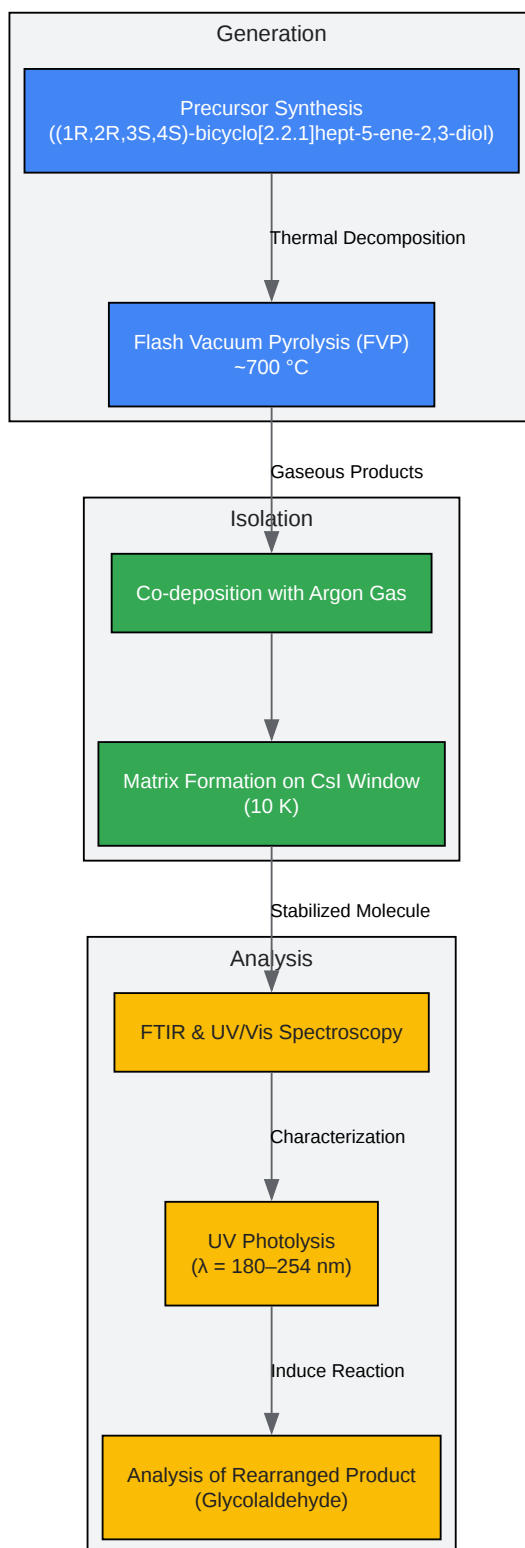 Generation
Precursor Synthesis
((1R,2R,3S,4S)-bicyclo[2.2.1]hept-5-ene-2,3-diol)
Thermal Decomposition
Flash Vacuum Pyrolysis (FVP)
~700 °C
Gaseous Products
Isolation
Co-deposition with Argon Gas
Matrix Formation on CsI Window
(10 K)
Stabilized Molecule
Analysis
FTIR & UV/Vis Spectroscopy
Characterization
UV Photolysis
(λ = 180–254 nm)
Induce Reaction
Analysis of Rearranged Product
(Glycolaldehyde)